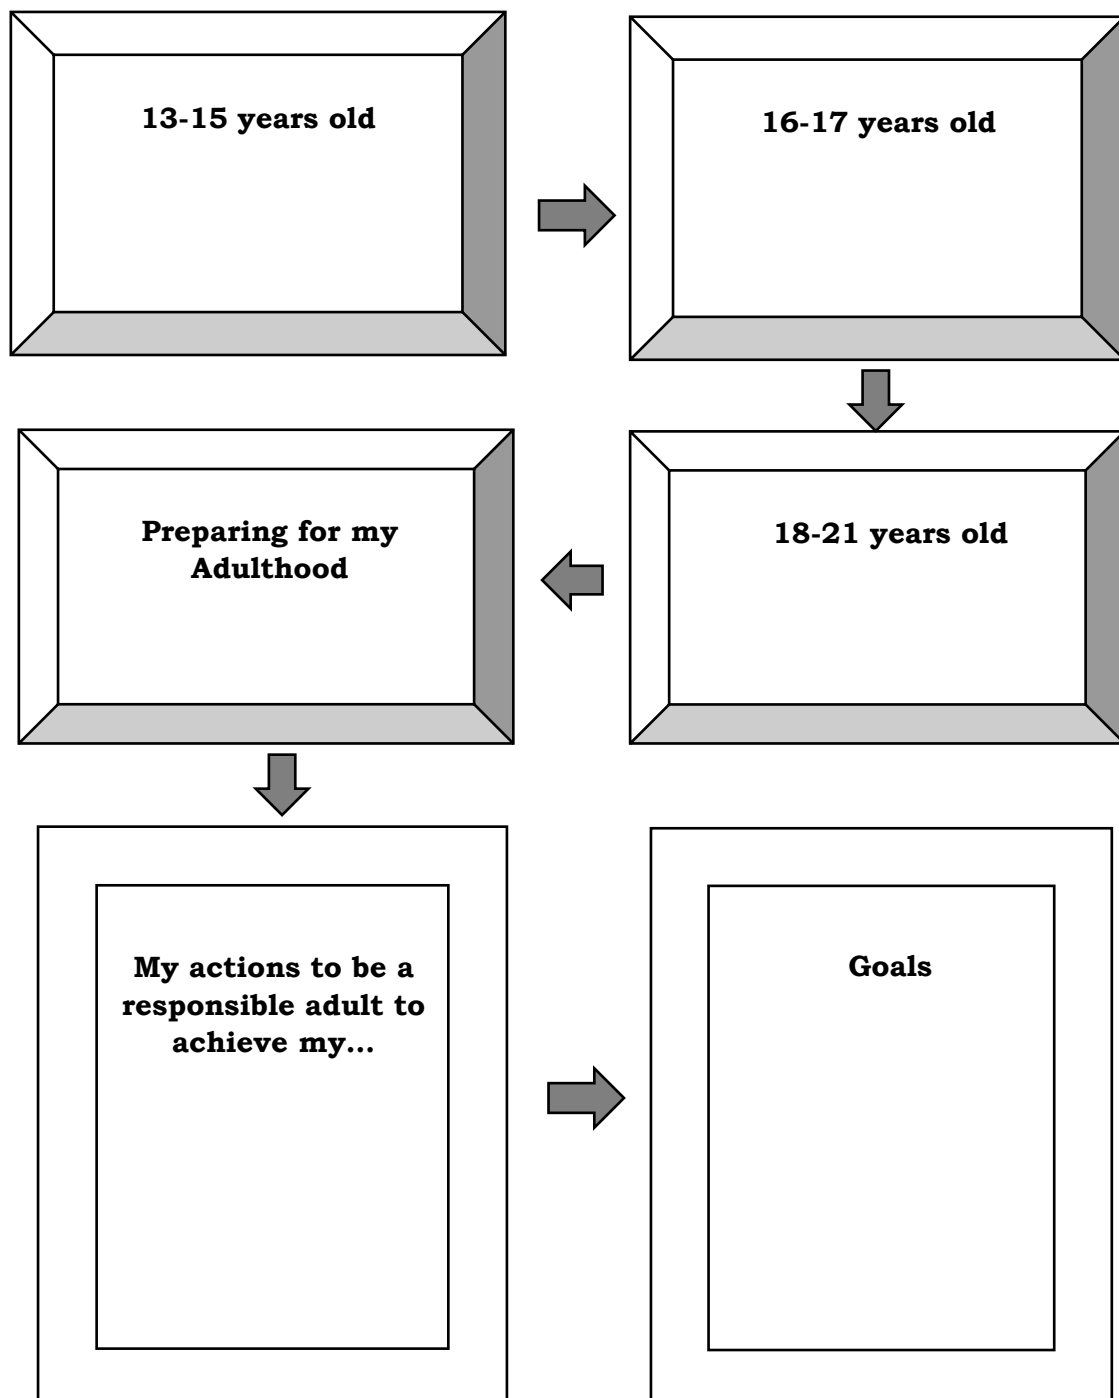 13-15 years old
16-17 years old
18-21 years old
Preparing for my
Adulthood
My actions to be a
responsible adult to
achieve my...
Goals